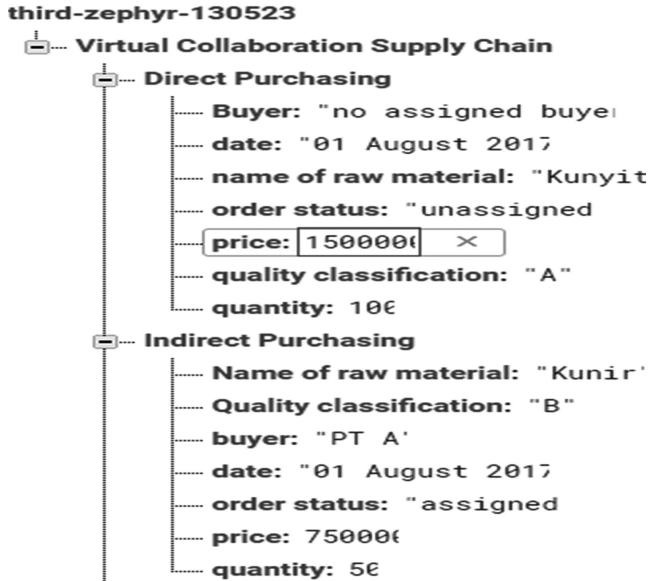 third-zephyr-130523
Virtual Collaboration Supply Chain
Direct Purchasing
Buyer: "no assigned buyer
date: "01 August 2017
name of raw material: "Kunyit
order status: "unassigned
price: 1500000
quality classification: "A"
quantity: 100
Indirect Purchasing
Name of raw material: "Kunir"
Quality classification: "B"
buyer: "PT A"
date: "01 August 2017
order status: "assigned
price: 750000
quantity: 50